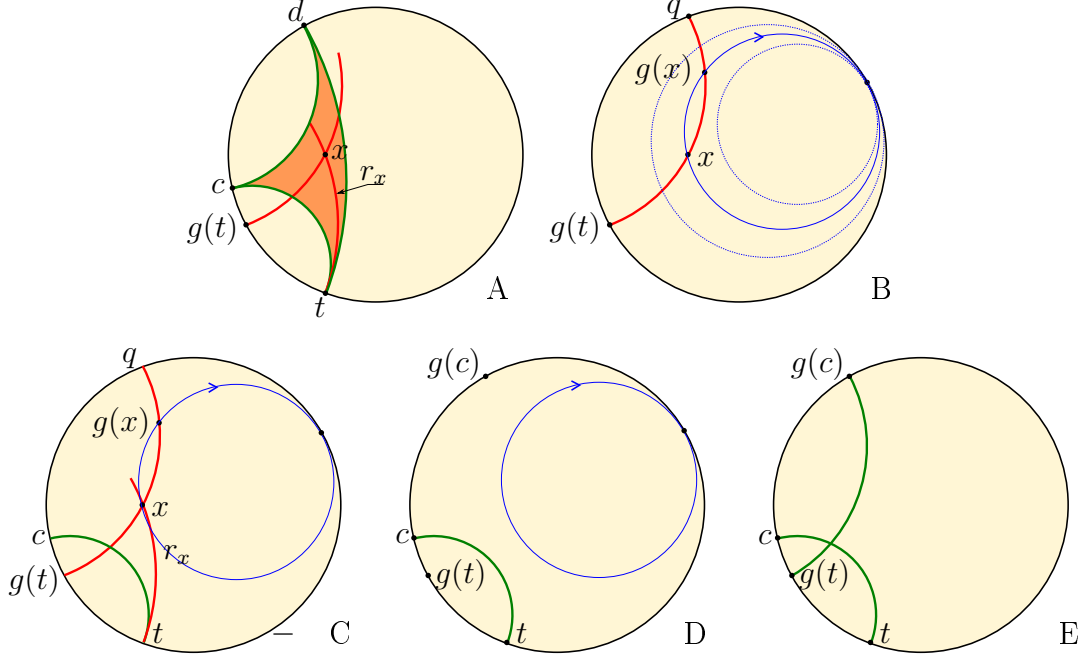 d
x
r_x
c
g(t)
t
A
q
g(x)
x
g(t)
B
q
g(x)
x
c
r_x
g(t)
t
– C
g(c)
c
g(t)
t
D
g(c)
c
g(t)
t
E